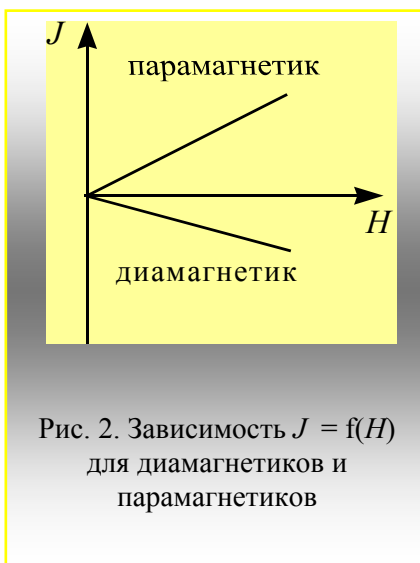 J
парамагнетик
H
диамагнетик
Рис. 2. Зависимость J = f(H)
для диамагнетиков и
парамагнетиков